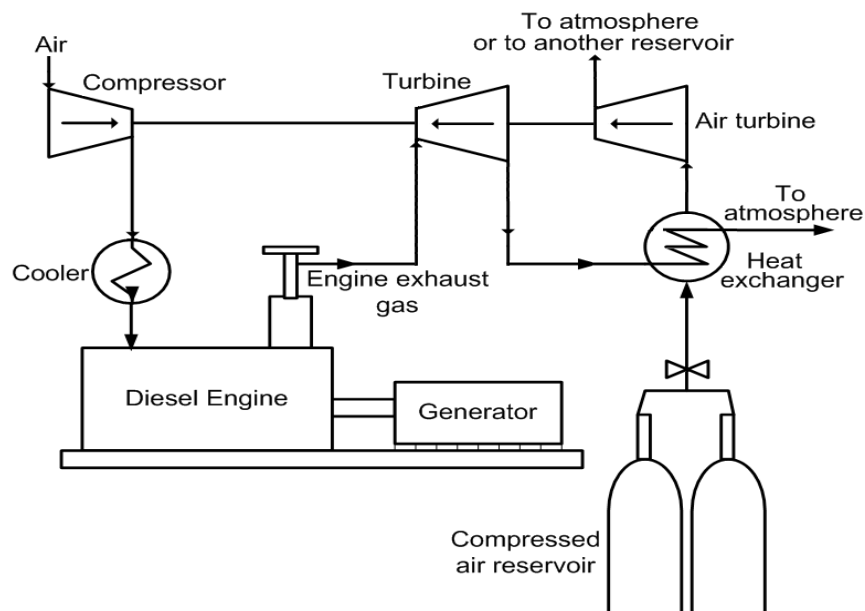 Air
Compressor
Turbine
To atmosphere
or to another reservoir
Air turbine
To
atmosphere
Heat
exchanger
Cooler
Engine exhaust
gas
Diesel Engine
Generator
Compressed
air reservoir